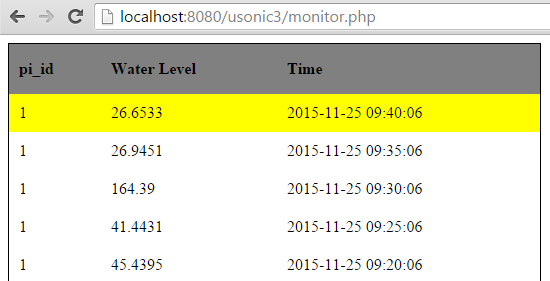 localhost:8080/usonic3/monitor.php
pi_id Water Level Time
1 26.6533 2015-11-25 09:40:06
1 26.9451 2015-11-25 09:35:06
1 164.39 2015-11-25 09:30:06
1 41.4431 2015-11-25 09:25:06
1 45.4395 2015-11-25 09:20:06